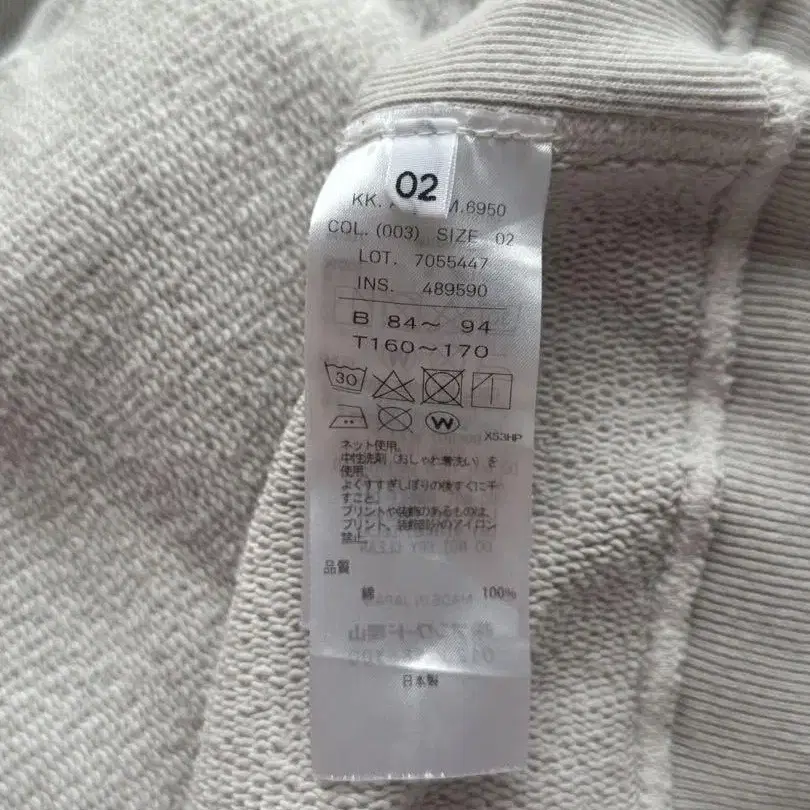 02
KK. M.6950
COL. (003) SIZE 02
LOT. 7055447
INS. 489590
B 84～ 94
T160～170
30
W
XS3HP
ネット使用。
中性洗剤（おしゃれ着洗い）を
使用。
よくすすぎしぼりの後すぐに干
すこと。
プリントや装飾のあるものは、
プリント、装飾部分のアイロン
禁止
品質
綿 100%
日本製